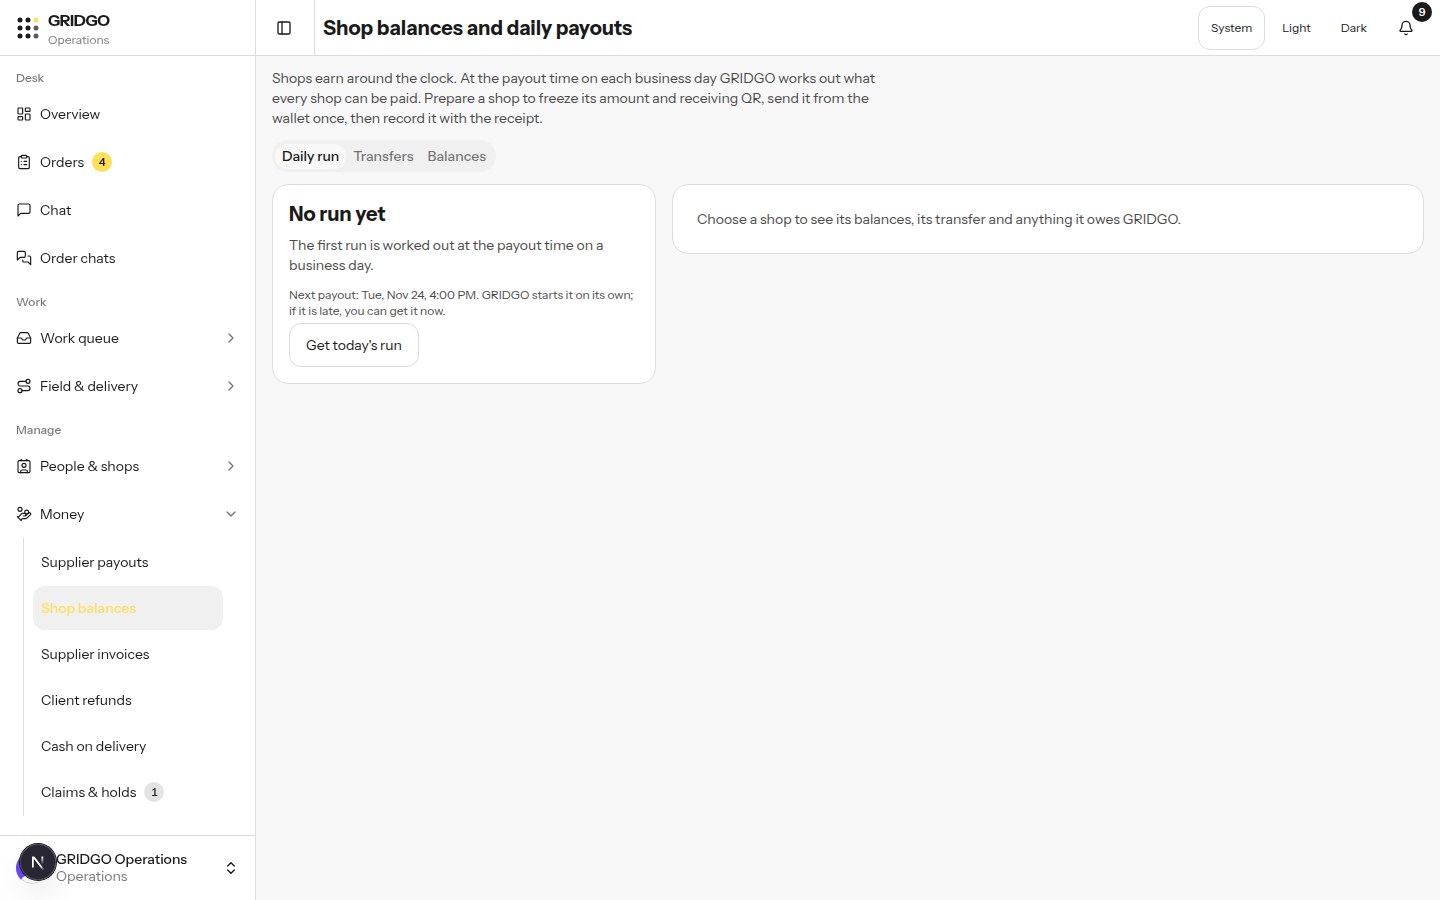 GRIDGO
Operations
Desk
Overview
Orders 4
Chat
Order chats
Work
Work queue
Field & delivery
Manage
People & shops
Money
Supplier payouts
Shop balances
Supplier invoices
Client refunds
Cash on delivery
Claims & holds 1
N
GRIDGO Operations
Operations
Shop balances and daily payouts
System
Light
Dark
9
Shops earn around the clock. At the payout time on each business day GRIDGO works out what
every shop can be paid. Prepare a shop to freeze its amount and receiving QR, send it from the
wallet once, then record it with the receipt.
Daily run
Transfers
Balances
No run yet
The first run is worked out at the payout time on a
business day.
Next payout: Tue, Nov 24, 4:00 PM. GRIDGO starts it on its own;
if it is late, you can get it now.
Get today's run
Choose a shop to see its balances, its transfer and anything it owes GRIDGO.